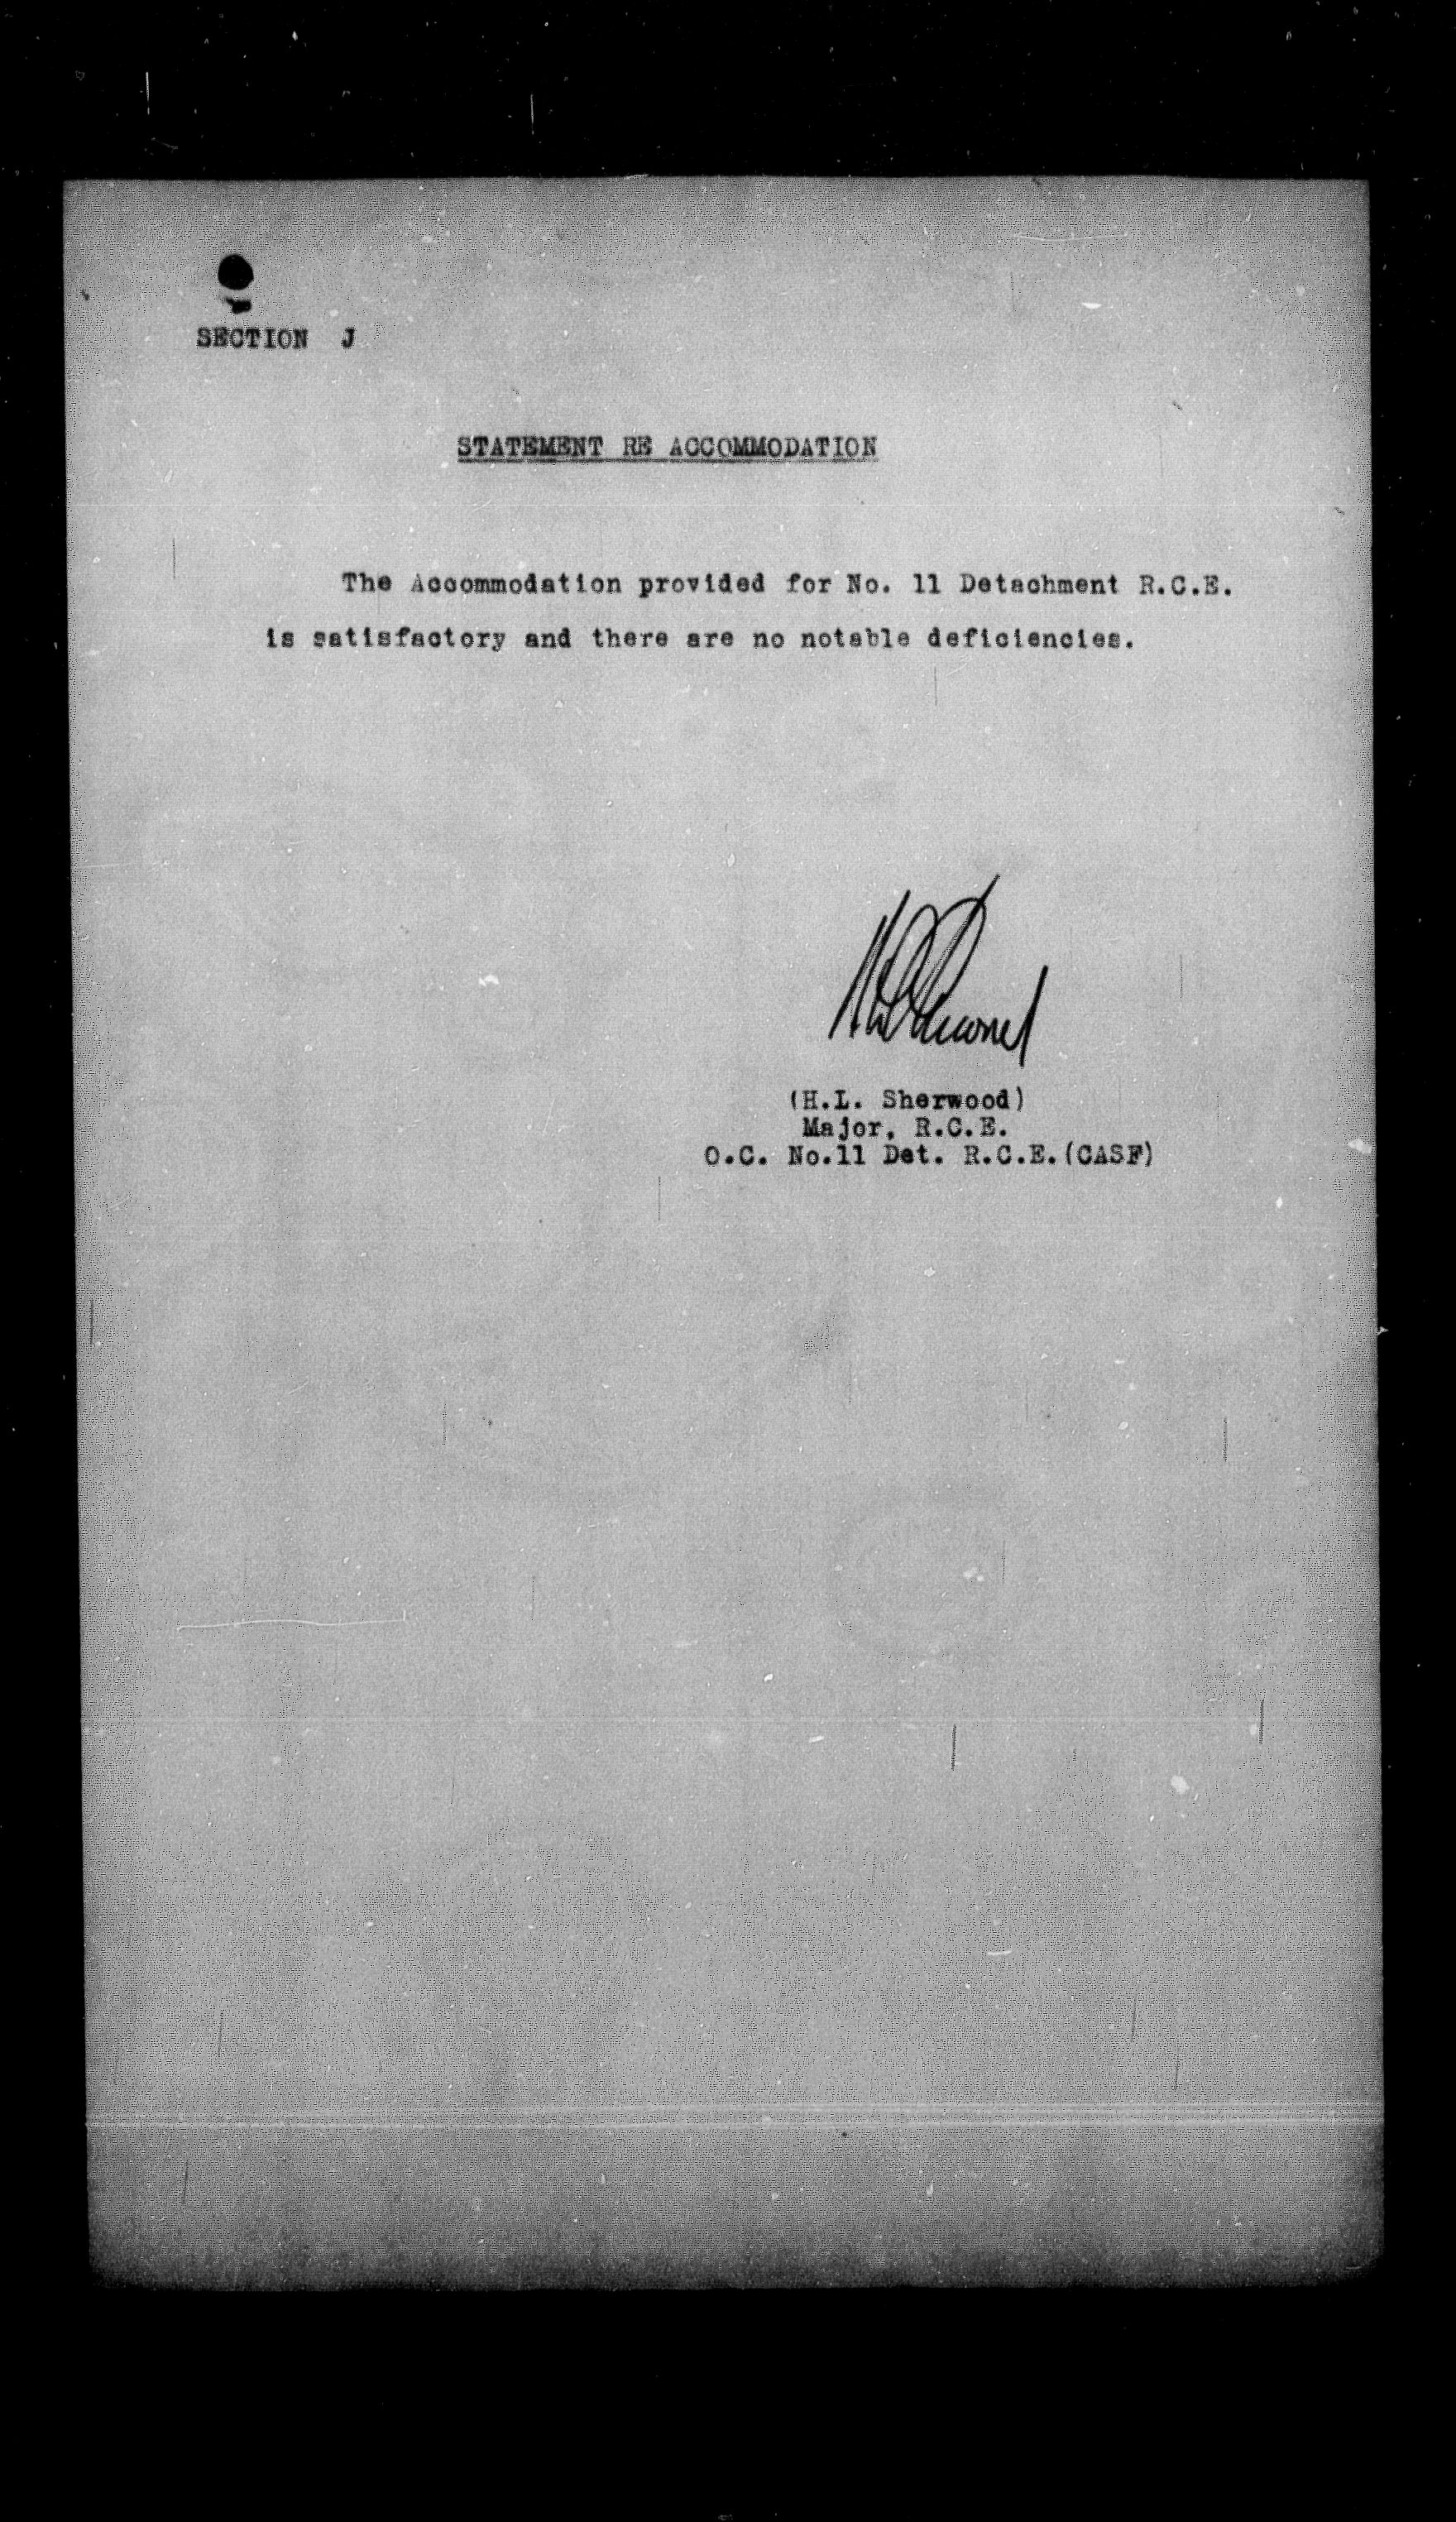 SECTION J
STATEMENT RE ACCOMMODATION
The Accommodation provided for No. 11 Detachment R.C.E.
is satisfactory and there are no notable deficiencies.
(H.L. Sherwood)
Major, R.C.E.
O.C. No.11 Det. R.C.E.(CASF)